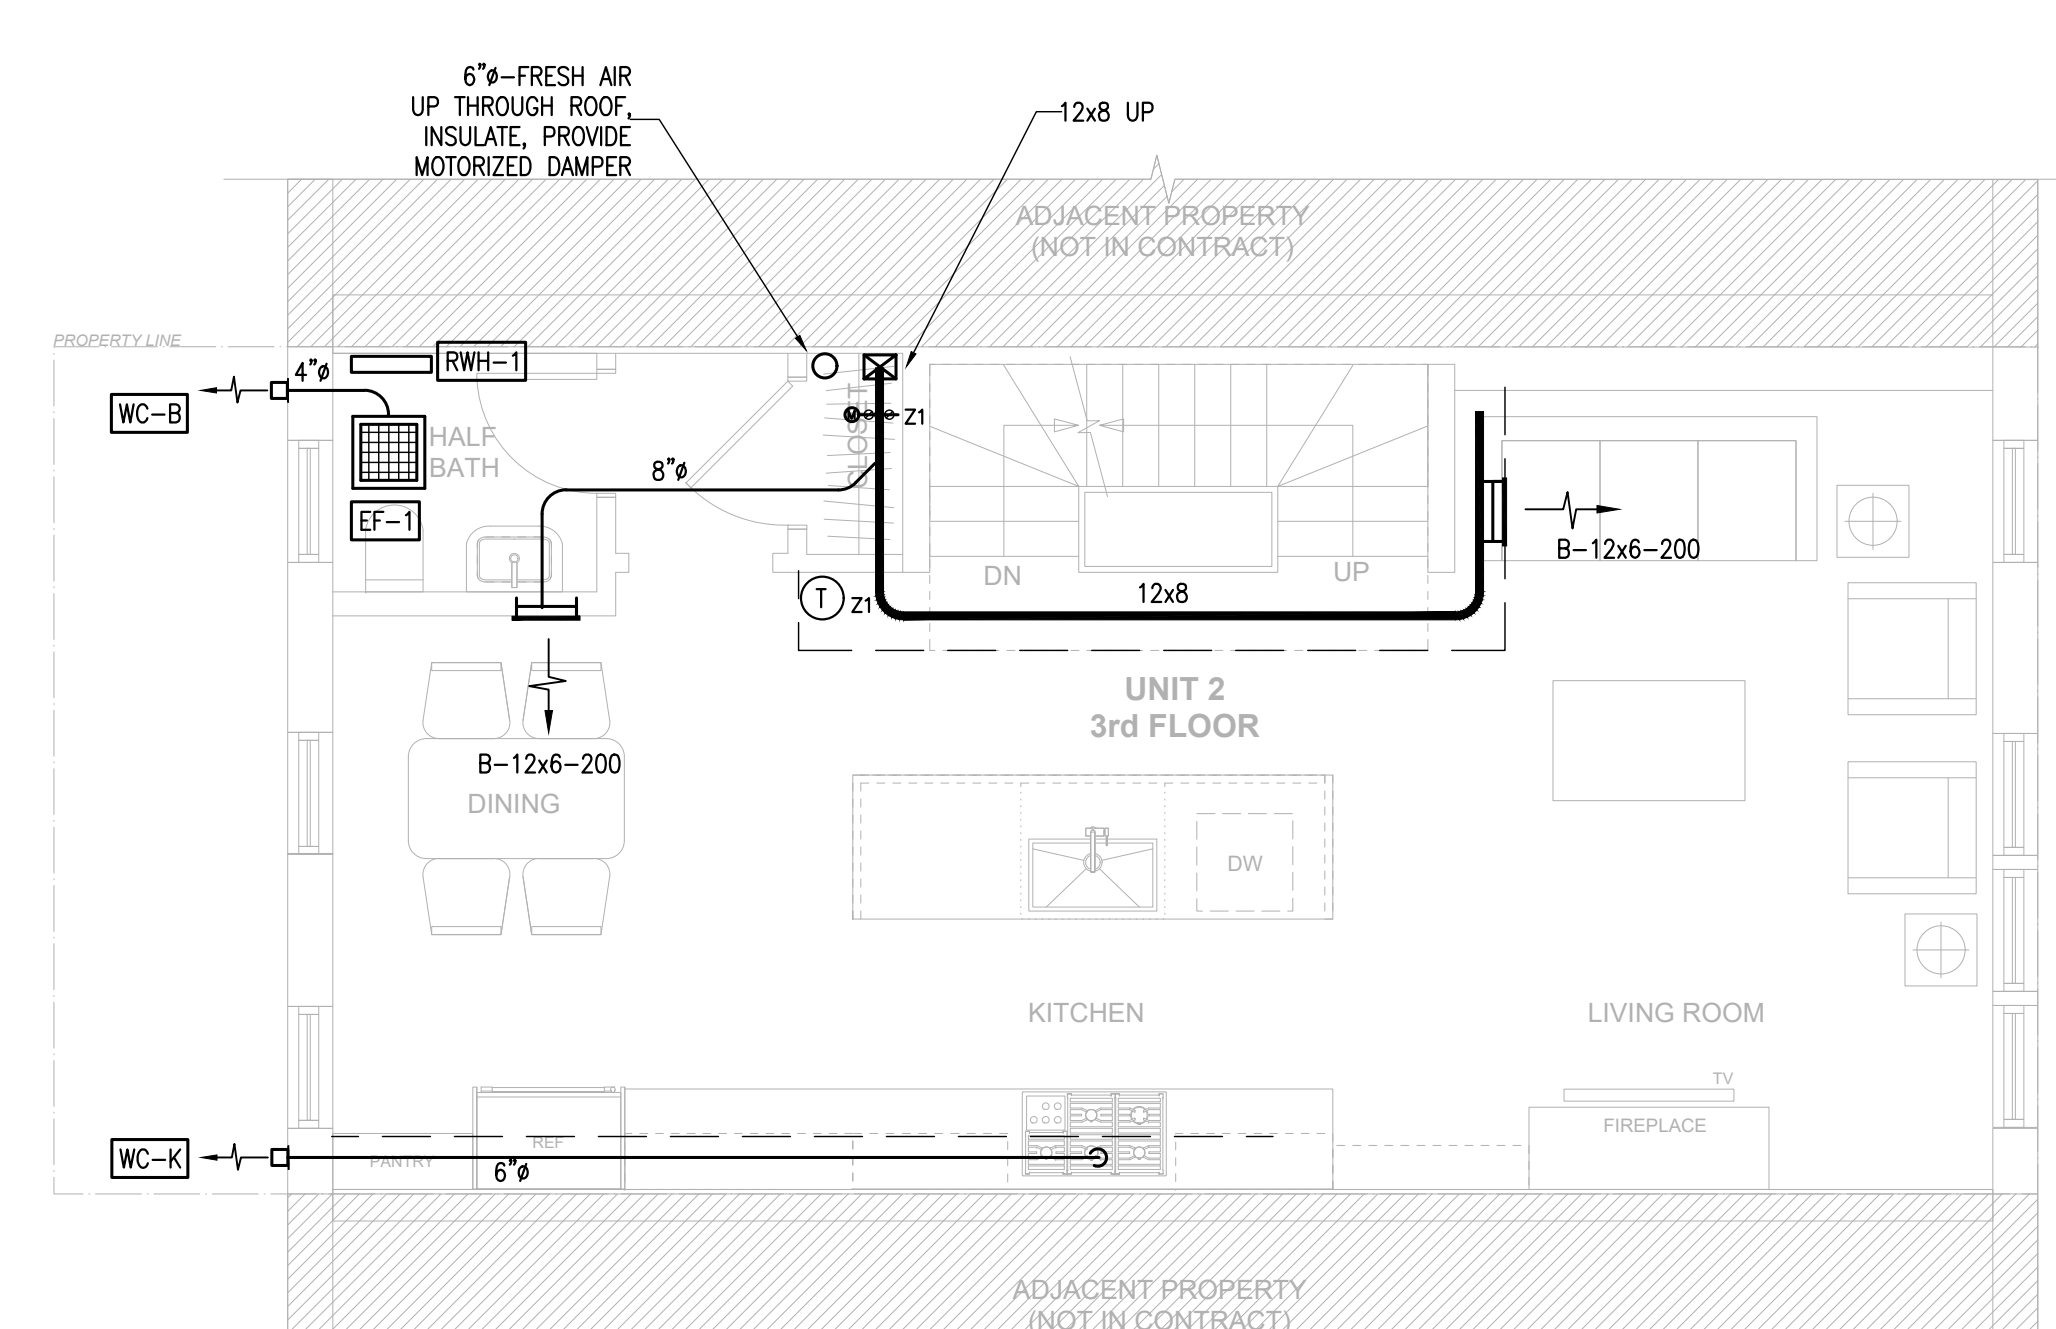 6"ø-FRESH AIR
UP THROUGH ROOF,
INSULATE, PROVIDE
MOTORIZED DAMPER
12x8 UP
ADJACENT PROPERTY
(NOT IN CONTRACT)
PROPERTY LINE
4"ø
RWH-1
WC-B
HALF
BATH
EF-1
8"ø
CLOSET
M
Z1
B-12x6-200
DN
UP
12x8
T
Z1
UNIT 2
3rd FLOOR
B-12x6-200
DINING
DW
KITCHEN
LIVING ROOM
TV
FIREPLACE
REF
PANTRY
WC-K
6"ø
ADJACENT PROPERTY
(NOT IN CONTRACT)